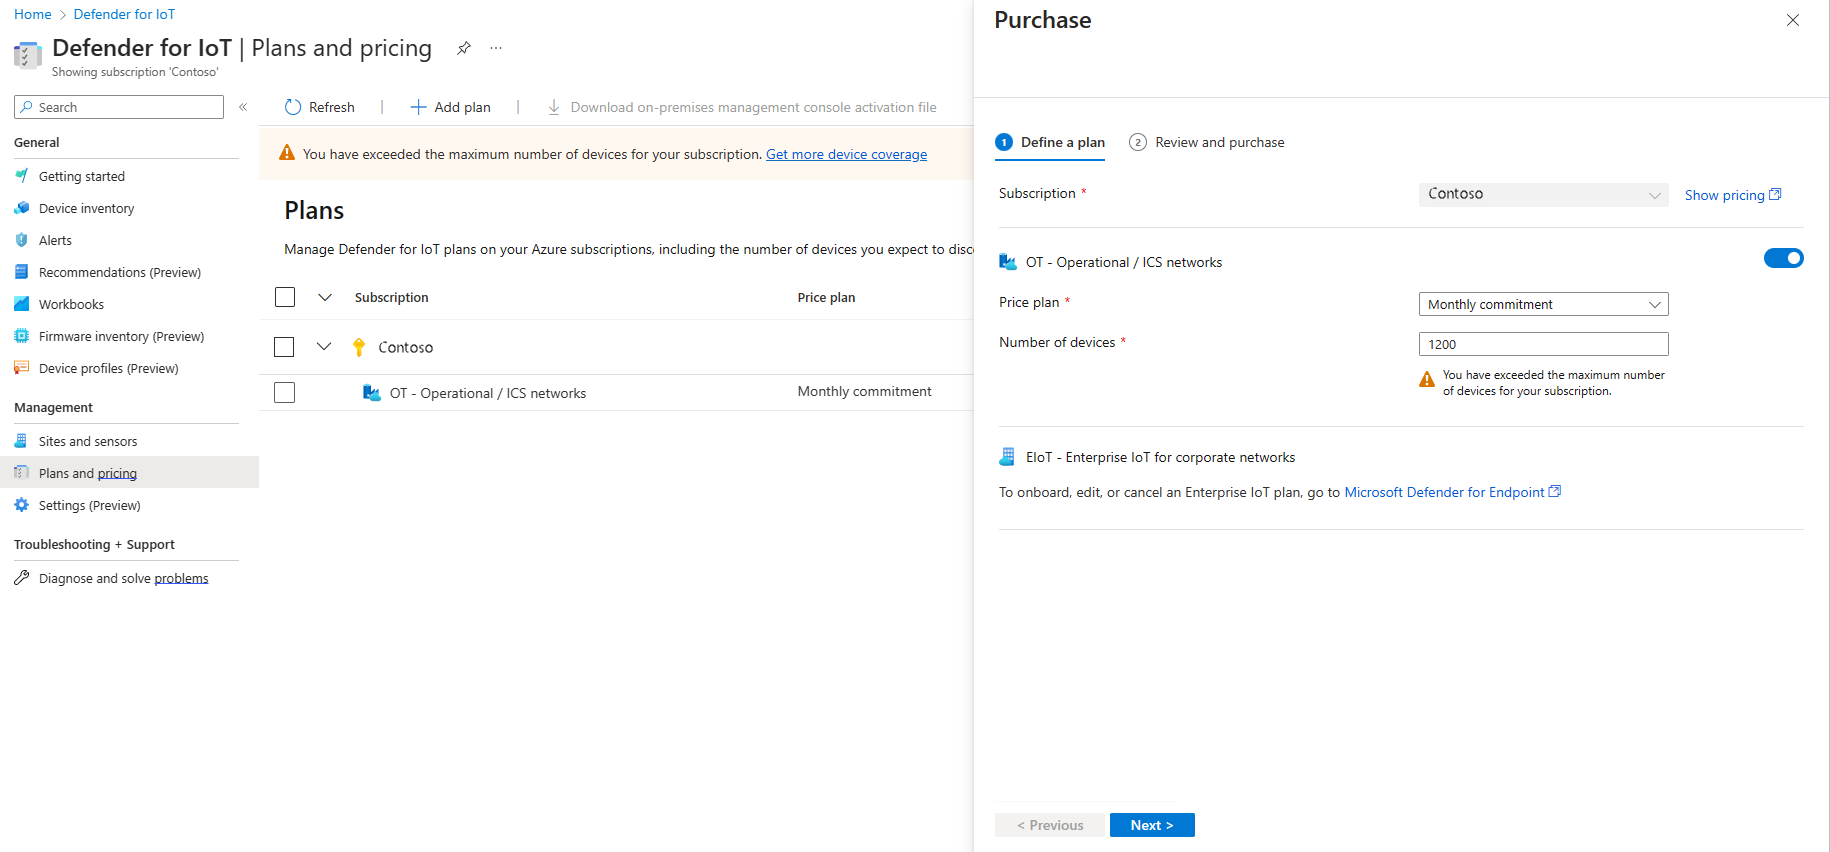 Home > Defender for IoT
Defender for IoT | Plans and pricing ...
Showing subscription 'Contoso'
Search
«
General
Getting started
Device inventory
Alerts
Recommendations (Preview)
Workbooks
Firmware inventory (Preview)
Device profiles (Preview)
Management
Sites and sensors
Plans and pricing
Settings (Preview)
Troubleshooting + Support
Diagnose and solve problems
Refresh | Add plan | Download on-premises management console activation file
You have exceeded the maximum number of devices for your subscription. Get more device coverage
Plans
Manage Defender for IoT plans on your Azure subscriptions, including the number of devices you expect to disc
Subscription Price plan
Contoso
OT - Operational / ICS networks Monthly commitment
Purchase
1 Define a plan 2 Review and purchase
Subscription * Contoso Show pricing
OT - Operational / ICS networks
Price plan * Monthly commitment
Number of devices * 1200
You have exceeded the maximum number
of devices for your subscription.
EIoT - Enterprise IoT for corporate networks
To onboard, edit, or cancel an Enterprise IoT plan, go to Microsoft Defender for Endpoint
< Previous Next >